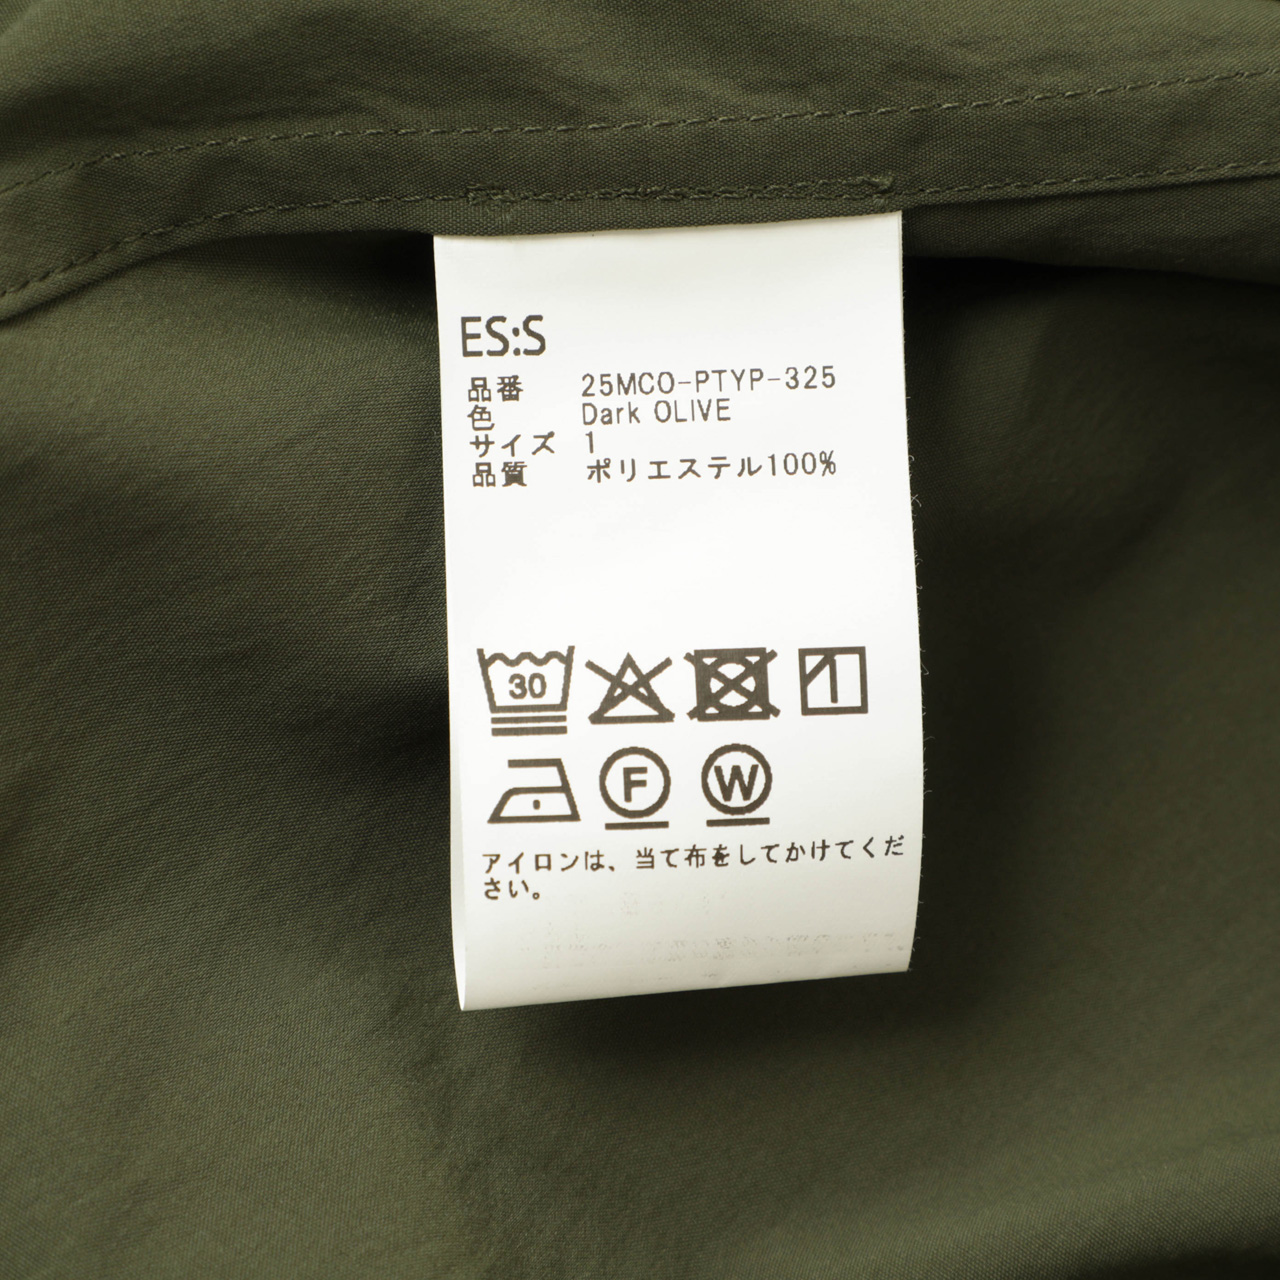 ES:S
品番 25MCO-PTYP-325
色 Dark OLIVE
サイズ 1
品質 ポリエステル100%
30
F W
アイロンは、当て布をしてかけてくだ
さい。